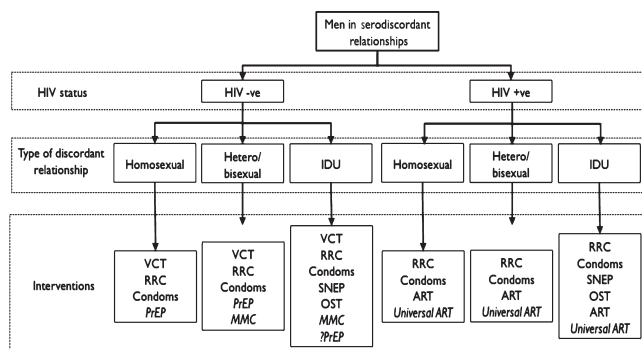 Men in serodiscordant
relationships
HIV status
HIV -ve
HIV +ve
Type of discordant
relationship
Homosexual
Hetero/
bisexual
IDU
Homosexual
Hetero/
bisexual
IDU
Interventions
VCT
RRC
Condoms
PrEP
VCT
RRC
Condoms
PrEP
MMC
VCT
RRC
Condoms
SNEP
OST
MMC
?PrEP
RRC
Condoms
ART
Universal ART
RRC
Condoms
ART
Universal ART
RRC
Condoms
SNEP
OST
ART
Universal ART